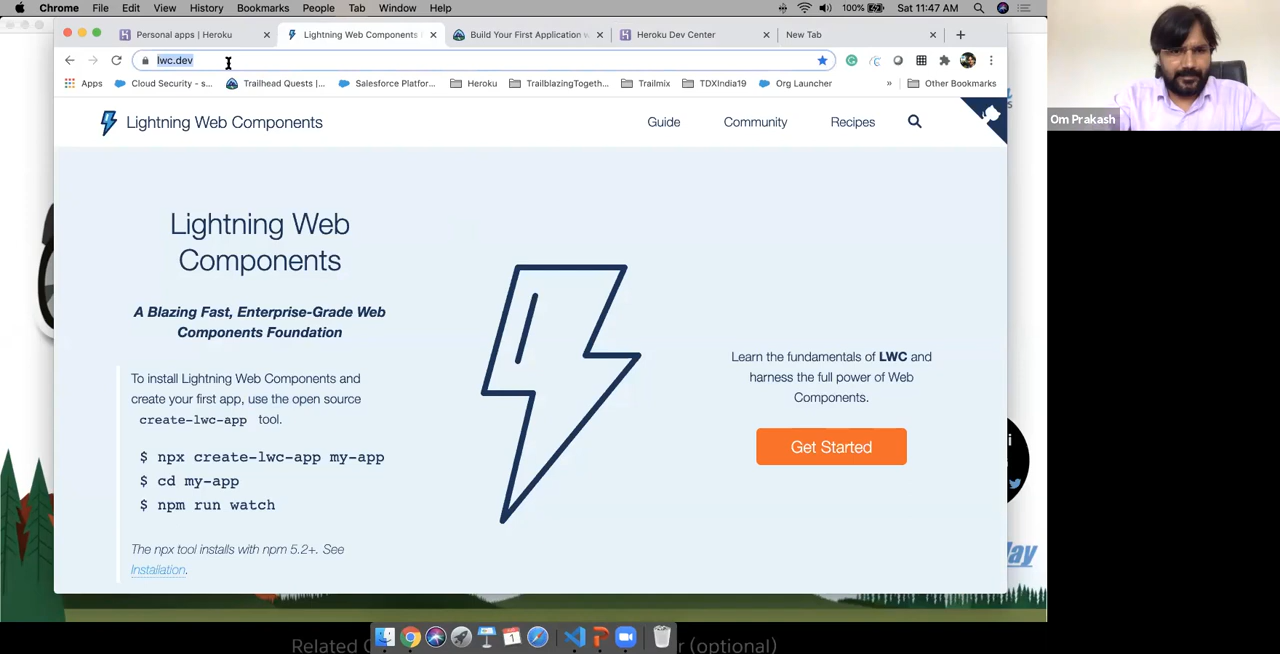 Chrome File Edit View History Bookmarks People Tab Window Help 100% Sat 11:47 AM
Personal apps | Heroku
Lightning Web Components
Build Your First Application w
Heroku Dev Center
New Tab
lwc.dev
Apps
Cloud Security - s...
Trailhead Quests |...
Salesforce Platfor...
Heroku
TrailblazingTogeth...
Trailmix
TDXIndia19
Org Launcher
»
Other Bookmarks
Om Prakash
Lightning Web Components
Guide
Community
Recipes
Lightning Web
Components
A Blazing Fast, Enterprise-Grade Web
Components Foundation
To install Lightning Web Components and
create your first app, use the open source
create-lwc-app tool.
$ npx create-lwc-app my-app
$ cd my-app
$ npm run watch
The npx tool installs with npm 5.2+. See
Installation.
Learn the fundamentals of LWC and
harness the full power of Web
Components.
Get Started
(optional)